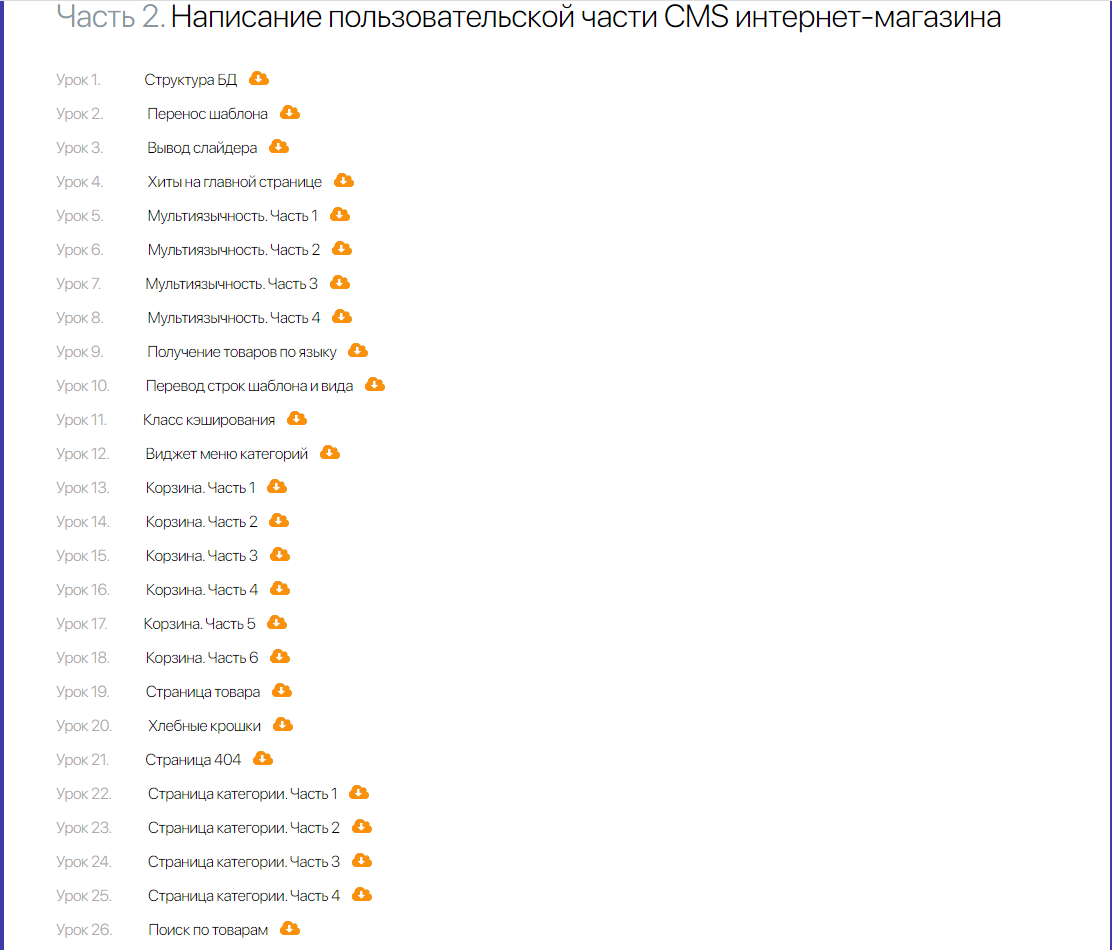 Часть 2. Написание пользовательской части CMS интернет-магазина
Урок 1. Структура БД
Урок 2. Перенос шаблона
Урок 3. Вывод слайдера
Урок 4. Хиты на главной странице
Урок 5. Мультиязычность. Часть 1
Урок 6. Мультиязычность. Часть 2
Урок 7. Мультиязычность. Часть 3
Урок 8. Мультиязычность. Часть 4
Урок 9. Получение товаров по языку
Урок 10. Перевод строк шаблона и вида
Урок 11. Класс кэширования
Урок 12. Виджет меню категорий
Урок 13. Корзина. Часть 1
Урок 14. Корзина. Часть 2
Урок 15. Корзина. Часть 3
Урок 16. Корзина. Часть 4
Урок 17. Корзина. Часть 5
Урок 18. Корзина. Часть 6
Урок 19. Страница товара
Урок 20. Хлебные крошки
Урок 21. Страница 404
Урок 22. Страница категории. Часть 1
Урок 23. Страница категории. Часть 2
Урок 24. Страница категории. Часть 3
Урок 25. Страница категории. Часть 4
Урок 26. Поиск по товарам